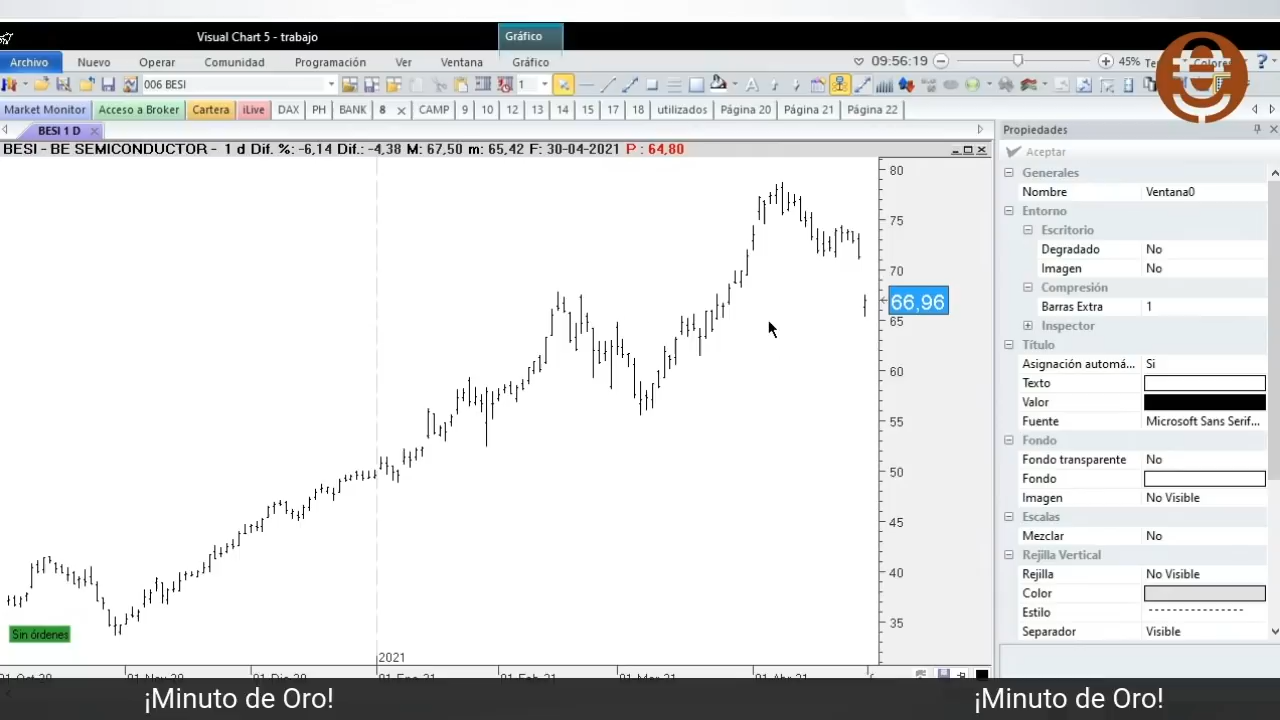 Visual Chart 5 - trabajo
Gráfico
Archivo Nuevo Operar Comunidad Programación Ver Ventana Gráfico
09:56:19 45%
006 BESI 1
Market Monitor Acceso a Broker Cartera iLive DAX PH BANK 8 CAMP 9 10 12 13 14 15 17 18 utilizados Página 20 Página 21 Página 22
BESI 1 D
BESI - BE SEMICONDUCTOR - 1 d Dif. %: -6,14 Dif.: -4,38 M: 67,50 m: 65,42 F: 30-04-2021 P : 64,80
80
75
70
66,96
65
60
55
50
45
40
35
Sin órdenes
2021
Propiedades
Aceptar
Generales
Nombre Ventana0
Entorno
Escritorio
Degradado No
Imagen No
Compresión
Barras Extra 1
Inspector
Título
Asignación automá... Si
Texto
Valor
Fuente Microsoft Sans Serif...
Fondo
Fondo transparente No
Fondo
Imagen No Visible
Escalas
Mezclar No
Rejilla Vertical
Rejilla No Visible
Color
Estilo
Separador Visible
¡Minuto de Oro! ¡Minuto de Oro!